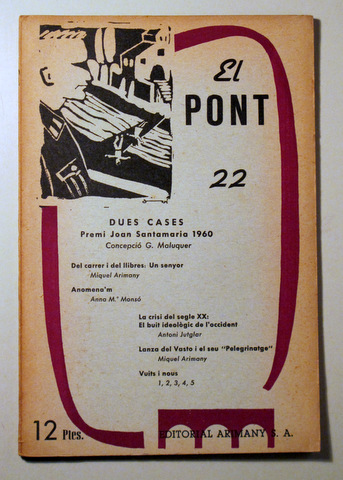 El
PONT
22
DUES CASES
Premi Joan Santamaria 1960
Concepció G. Maluquer
Del carrer i del llibres: Un senyor
Miquel Arimany
Anomena'm
Anna M.ª Monsó
La crisi del segle XX:
El buit ideològic de l'occident
Antoni Jutglar
Lanza del Vasto i el seu "Pelegrinatge"
Miquel Arimany
Vuits i nous
1, 2, 3, 4, 5
12 Ptes.
EDITORIAL ARIMANY S. A.